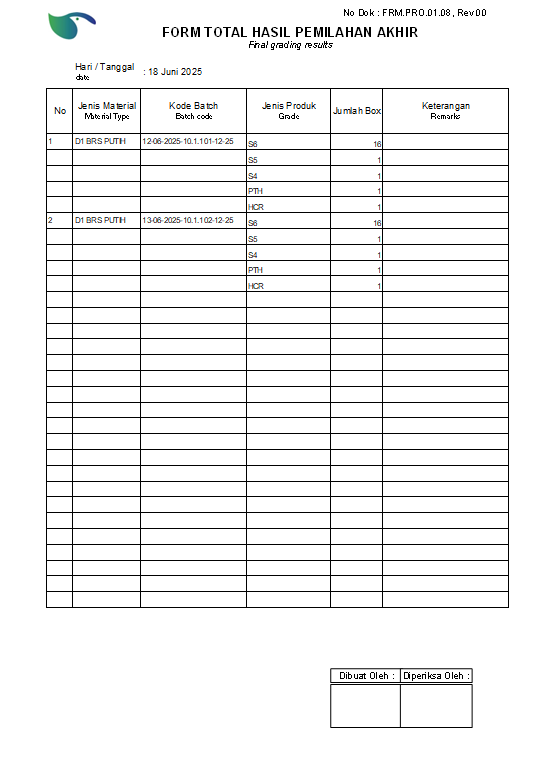 No Dok : FRM.PRO.01.08, Rev 00
FORM TOTAL HASIL PEMILAHAN AKHIR
Final grading results
Hari / Tanggal : 18 Juni 2025
date
No Jenis Material Kode Batch Jenis Produk Jumlah Box Keterangan
Material Type Batch code Grade Remarks
1 D1 BRS PUTIH 12-06-2025-10.1.101-12-25 S6 16
S5 1
S4 1
PTH 1
HCR 1
2 D1 BRS PUTIH 13-06-2025-10.1.102-12-25 S6 16
S5 1
S4 1
PTH 1
HCR 1
Dibuat Oleh : Diperiksa Oleh :